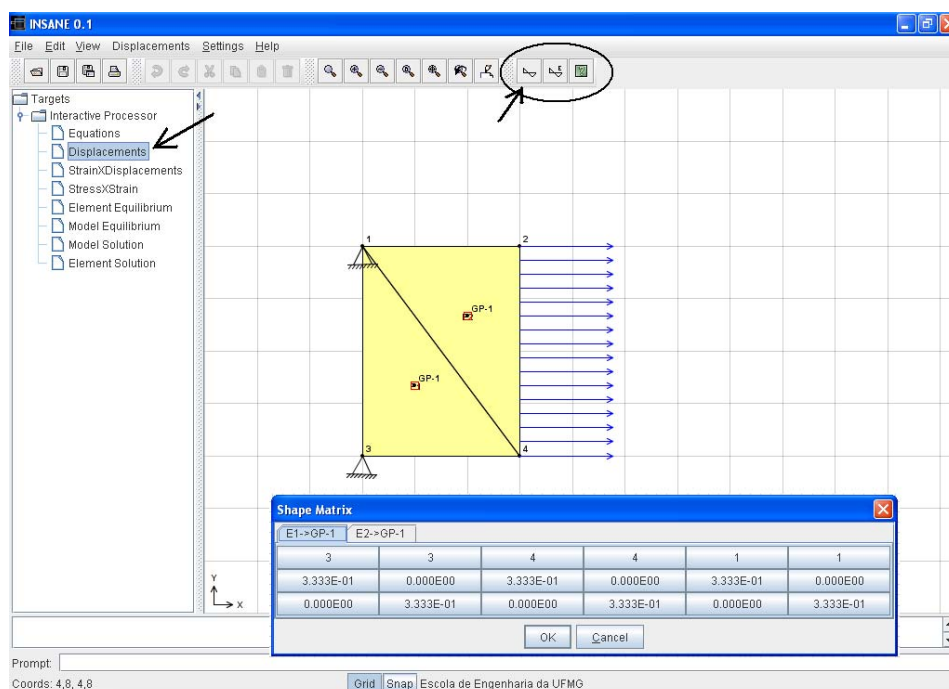 INSANE 0.1
File Edit View Displacements Settings Help
Targets
Interactive Processor
Equations
Displacements
StrainXDisplacements
StressXStrain
Element Equilibrium
Model Equilibrium
Model Solution
Element Solution
1 2
GP-1
GP-1
3 4
Y
X
Shape Matrix
E1->GP-1 E2->GP-1
3 3 4 4 1 1
3.333E-01 0.000E00 3.333E-01 0.000E00 3.333E-01 0.000E00
0.000E00 3.333E-01 0.000E00 3.333E-01 0.000E00 3.333E-01
OK Cancel
Prompt:
Coords: 4,8, 4,8 Grid Snap Escola de Engenharia da UFMG